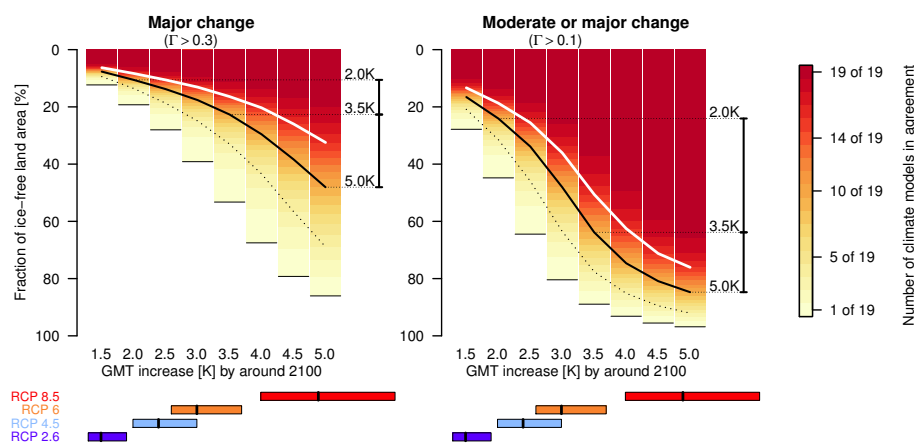 Major change
(Γ > 0.3)
Fraction of ice−free land area [%]
0
20
40
60
80
100
2.0K
3.5K
5.0K
1.5 2.0 2.5 3.0 3.5 4.0 4.5 5.0
GMT increase [K] by around 2100
Moderate or major change
(Γ > 0.1)
0
20
40
60
80
100
2.0K
3.5K
5.0K
1.5 2.0 2.5 3.0 3.5 4.0 4.5 5.0
GMT increase [K] by around 2100
19 of 19
14 of 19
10 of 19
5 of 19
1 of 19
Number of climate models in agreement
RCP 8.5
RCP 6
RCP 4.5
RCP 2.6